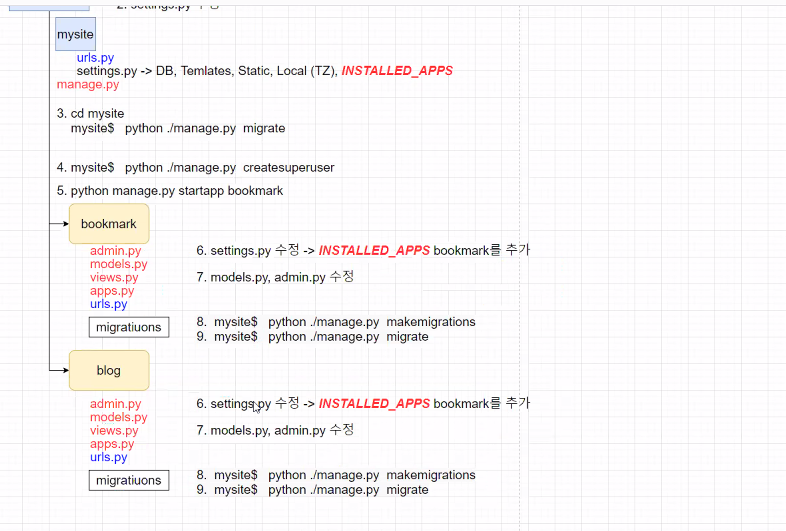 2. settings.py 수정
mysite
urls.py
settings.py -> DB, Temlates, Static, Local (TZ), INSTALLED_APPS
manage.py
3. cd mysite
mysite$ python ./manage.py migrate
4. mysite$ python ./manage.py createsuperuser
5. python manage.py startapp bookmark
bookmark
admin.py
models.py
views.py
apps.py
urls.py
migratiuons
6. settings.py 수정 -> INSTALLED_APPS bookmark를 추가
7. models.py, admin.py 수정
8. mysite$ python ./manage.py makemigrations
9. mysite$ python ./manage.py migrate
blog
admin.py
models.py
views.py
apps.py
urls.py
migratiuons
6. settings.py 수정 -> INSTALLED_APPS bookmark를 추가
7. models.py, admin.py 수정
8. mysite$ python ./manage.py makemigrations
9. mysite$ python ./manage.py migrate